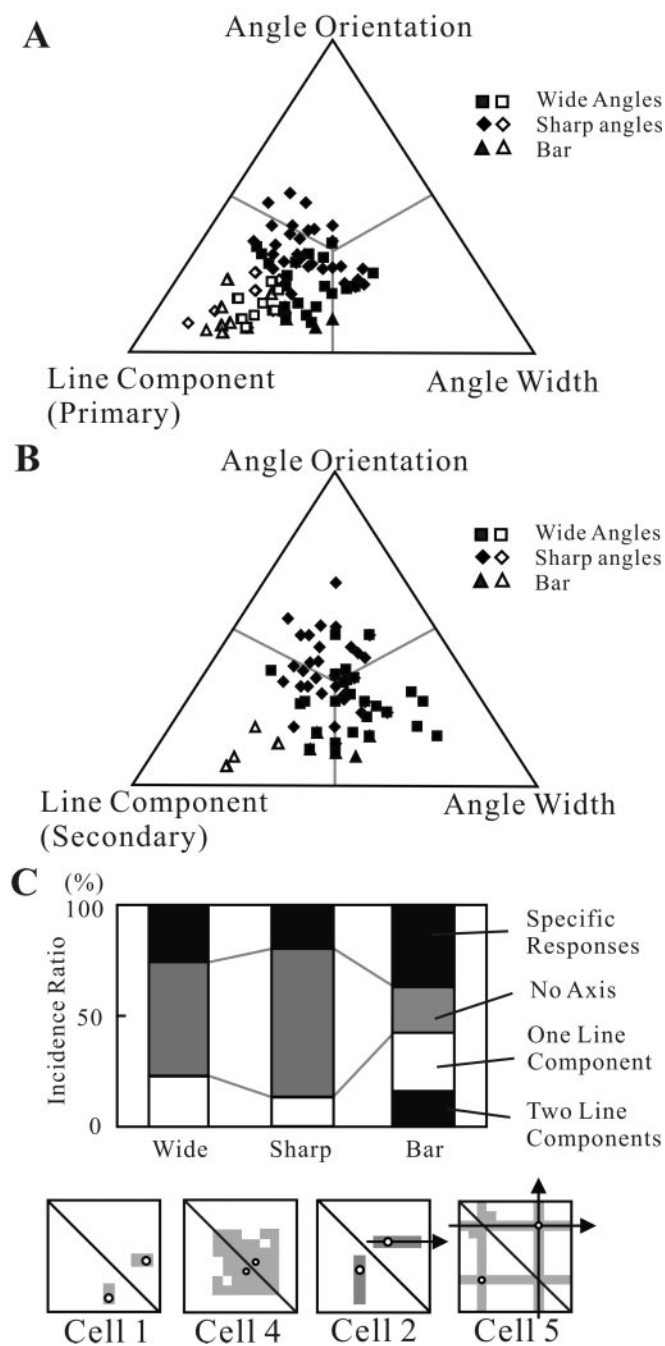 A
Angle Orientation
Wide Angles
Sharp angles
Bar
Line Component
(Primary)
Angle Width
B
Angle Orientation
Wide Angles
Sharp angles
Bar
Line Component
(Secondary)
Angle Width
C
(%)
100
50
0
Incidence Ratio
Wide
Sharp
Bar
Specific
Responses
No Axis
One Line
Component
Two Line
Components
Cell 1
Cell 4
Cell 2
Cell 5